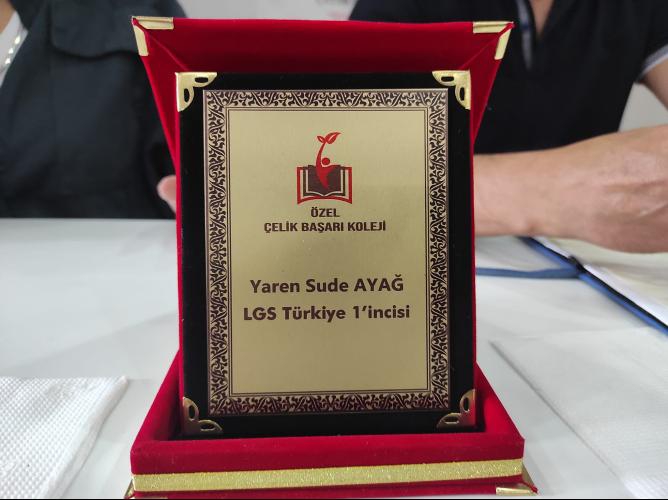 ÖZEL
ÇELİK BAŞARI KOLEJİ
Yaren Sude AYAĞ
LGS Türkiye 1'incisi